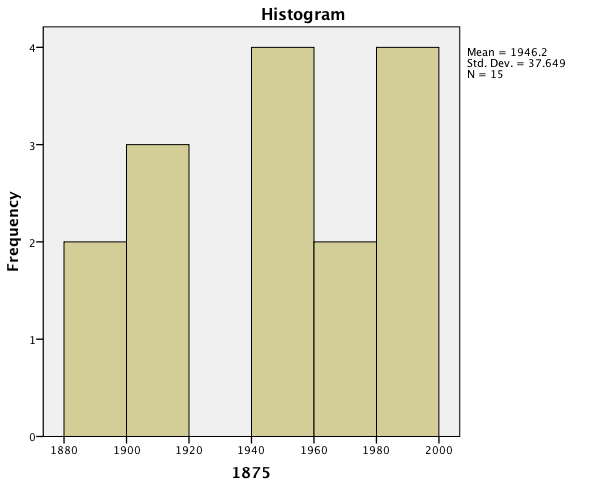 Histogram
Mean = 1946.2
Std. Dev. = 37.649
N = 15
Frequency
4
3
2
1
0
1880 1900 1920 1940 1960 1980 2000
1875